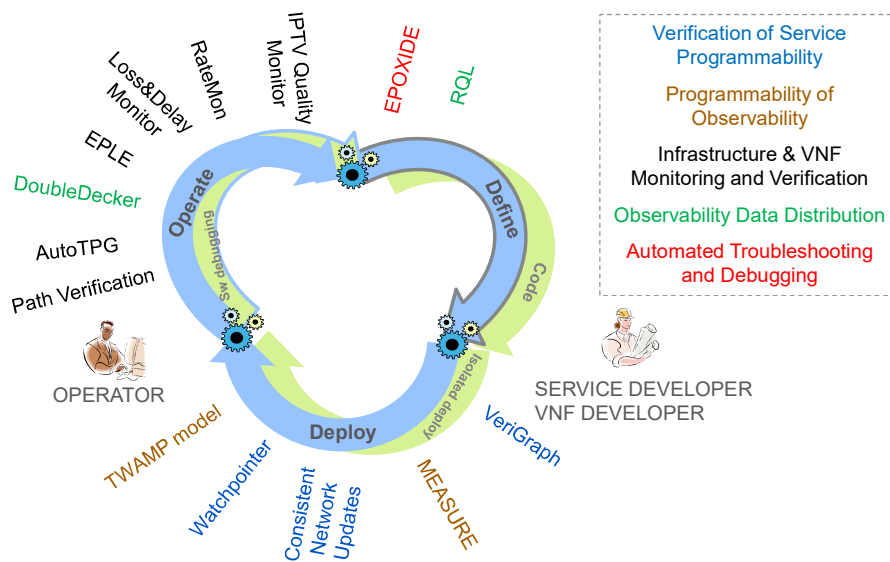 IPTV Quality
Monitor
RateMon
Loss&Delay
Monitor
EPLE
DoubleDecker
AutoTPG
Path Verification
EPOXIDE
RQL
Operate
Sw debugging
Define
Code
Deploy
Isolated deploy
OPERATOR
SERVICE DEVELOPER
VNF DEVELOPER
TWAMP model
Watchpointer
Consistent
Network
Updates
MEASURE
VeriGraph
Verification of Service
Programmability
Programmability of
Observability
Infrastructure & VNF
Monitoring and Verification
Observability Data Distribution
Automated Troubleshooting
and Debugging